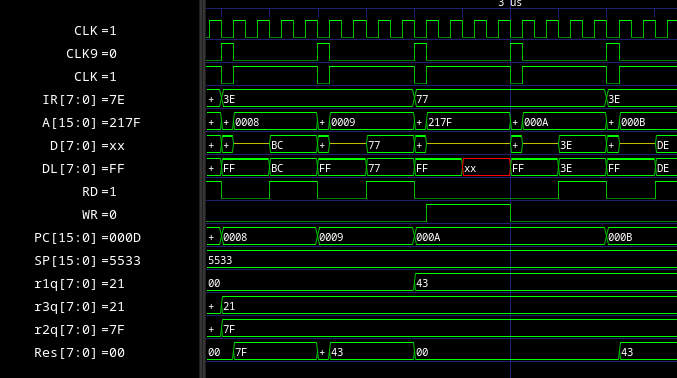 3 us
CLK =1
CLK9 =0
CLK =1
IR[7:0] =7E + 3E 77 3E
A[15:0] =217F + + 0008 + 0009 + 217F + 000A + 000B
D[7:0] =xx + + BC + 77 + + 3E + DE
DL[7:0] =FF + FF BC FF 77 FF xx FF 3E FF DE
RD =1
WR =0
PC[15:0] =000D + 0008 0009 000A 000B
SP[15:0] =5533 5533
r1q[7:0] =21 00 43
r3q[7:0] =21 + 21
r2q[7:0] =7F + 7F
Res[7:0] =00 00 7F + 43 00 43